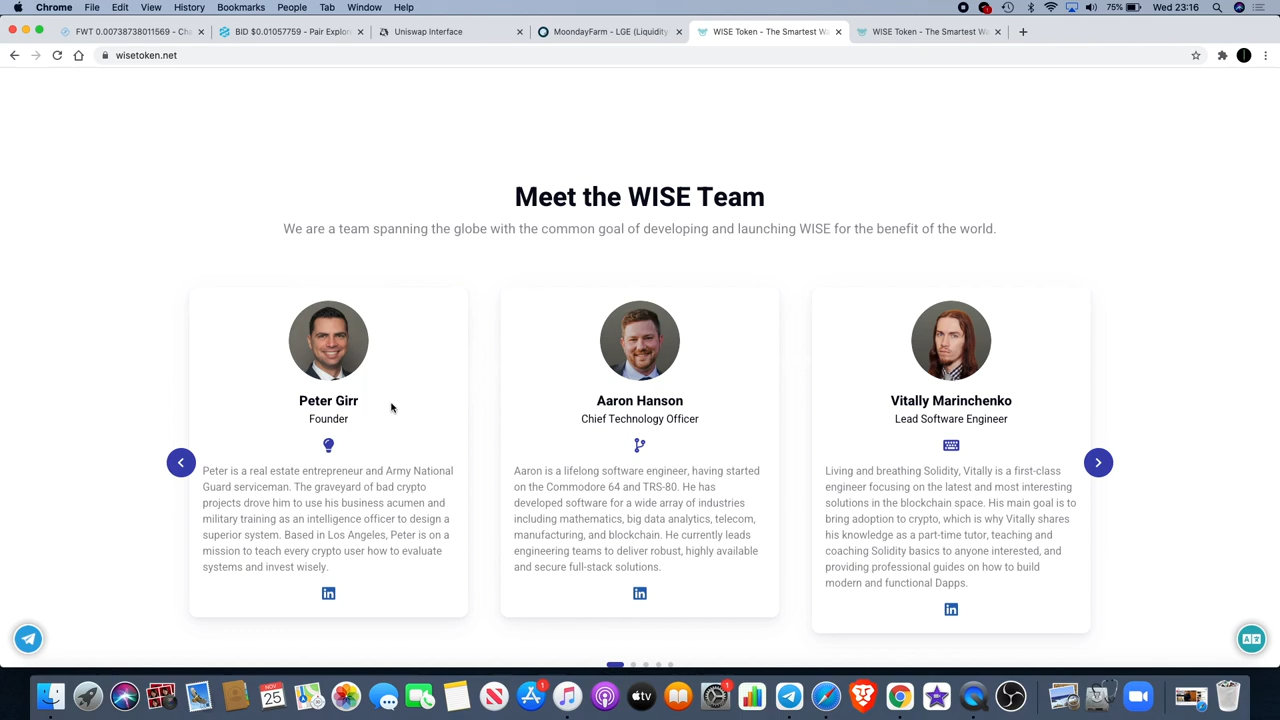 Chrome File Edit View History Bookmarks People Tab Window Help 75% Wed 23:16
FWT 0.00738738011569 - Cha BID $0.01057759 - Pair Explor Uniswap Interface MoondayFarm - LGE (Liquidity WISE Token - The Smartest Wa WISE Token - The Smartest Wa
wisetoken.net
Meet the WISE Team
We are a team spanning the globe with the common goal of developing and launching WISE for the benefit of the world.
Peter Girr
Founder
Peter is a real estate entrepreneur and Army National
Guard serviceman. The graveyard of bad crypto
projects drove him to use his business acumen and
military training as an intelligence officer to design a
superior system. Based in Los Angeles, Peter is on a
mission to teach every crypto user how to evaluate
systems and invest wisely.
Aaron Hanson
Chief Technology Officer
Aaron is a lifelong software engineer, having started
on the Commodore 64 and TRS-80. He has
developed software for a wide array of industries
including mathematics, big data analytics, telecom,
manufacturing, and blockchain. He currently leads
engineering teams to deliver robust, highly available
and secure full-stack solutions.
Vitally Marinchenko
Lead Software Engineer
Living and breathing Solidity, Vitally is a first-class
engineer focusing on the latest and most interesting
solutions in the blockchain space. His main goal is to
bring adoption to crypto, which is why Vitally shares
his knowledge as a part-time tutor, teaching and
coaching Solidity basics to anyone interested, and
providing professional guides on how to build
modern and functional Dapps.
NOV
25
tv
1
1